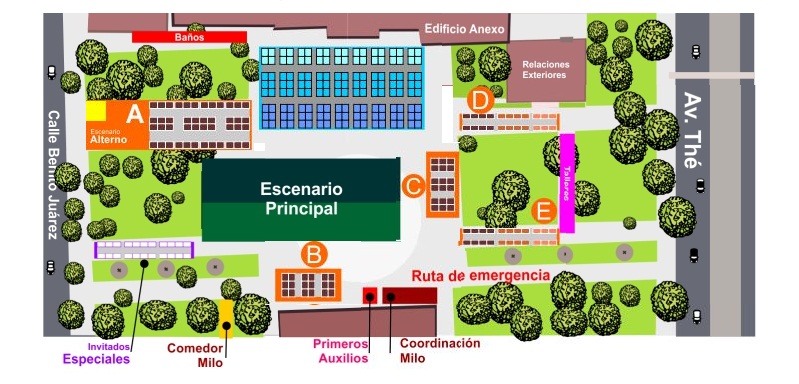 Edificio Anexo
Baños
Relaciones
Exteriores
A
Escenario
Alterno
D
Av. Thé
Calle Benito Juárez
Talleres
Escenario
Principal
C
E
B
Ruta de emergencia
Invitados
Especiales
Comedor
Milo
Primeros
Auxilios
Coordinación
Milo